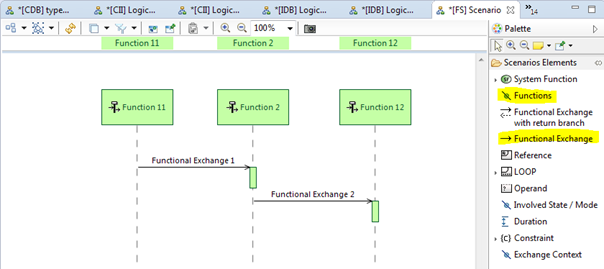 *[CDB] type...
*[CII] Logic...
*[CII] Logic...
*[IDB] Logic...
*[IDB] Logic...
*[FS] Scenario
»14
100%
Function 11
Function 2
Function 12
Function 11
Function 2
Function 12
Functional Exchange 1
Functional Exchange 2
Palette
Scenarios Elements
System Function
Functions
Functional Exchange
with return branch
Functional Exchange
Reference
LOOP
Operand
Involved State / Mode
Duration
Constraint
Exchange Context